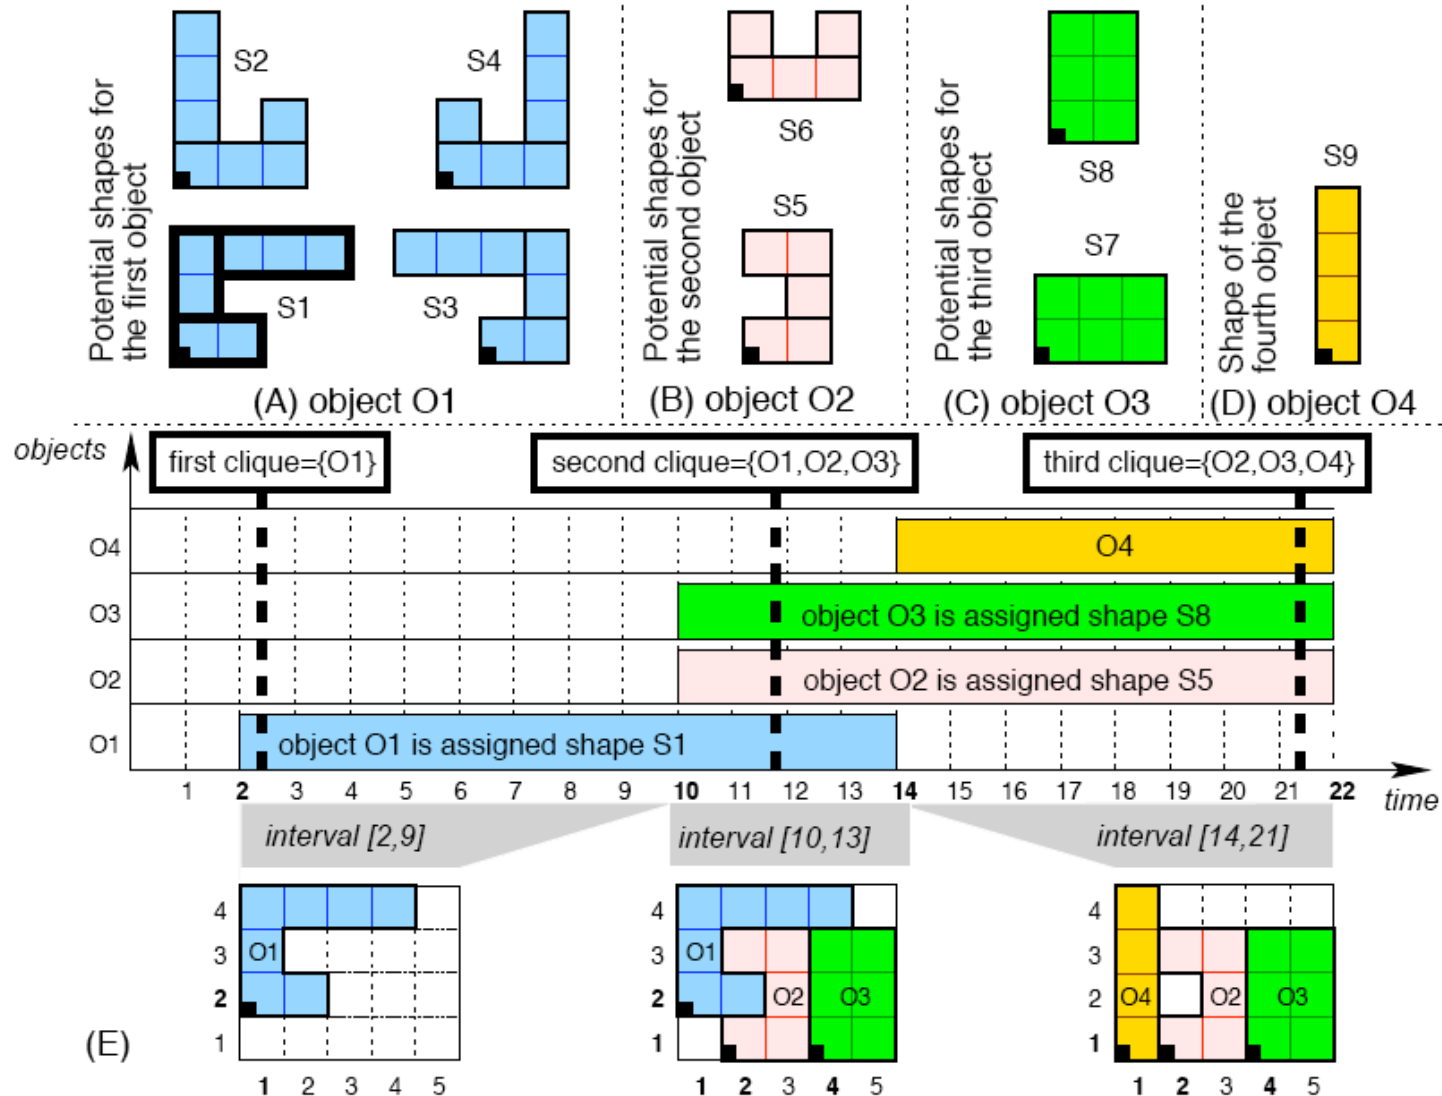 Potential shapes for
the first object
S2
S4
S1
S3
(A) object O1
Potential shapes for
the second object
S6
S5
(B) object O2
Potential shapes for
the third object
S8
S7
(C) object O3
Shape of the
fourth object
S9
(D) object O4
objects
first clique={O1}
second clique={O1,O2,O3}
third clique={O2,O3,O4}
O4
O4
O3
object O3 is assigned shape S8
O2
object O2 is assigned shape S5
O1
object O1 is assigned shape S1
1 2 3 4 5 6 7 8 9 10 11 12 13 14 15 16 17 18 19 20 21 22
time
interval [2,9]
interval [10,13]
interval [14,21]
(E)
4
3
2
1
O1
1 2 3 4 5
4
3
2
1
O1
O2
O3
1 2 3 4 5
4
3
2
1
O4
O2
O3
1 2 3 4 5